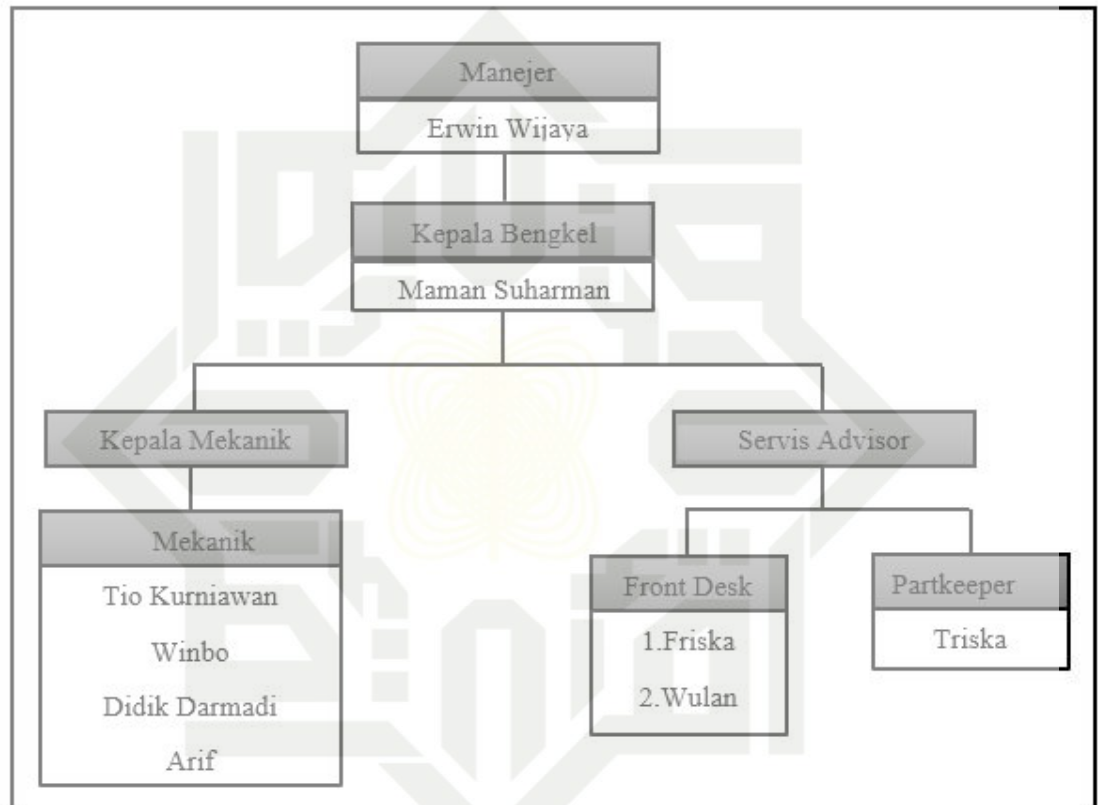 Manejer
Erwin Wijaya
Kepala Bengkel
Maman Suharman
Kepala Mekanik
Servis Advisor
Mekanik
Tio Kurniawan
Winbo
Didik Darmadi
Arif
Front Desk
1.Friska
2.Wulan
Partkeeper
Triska